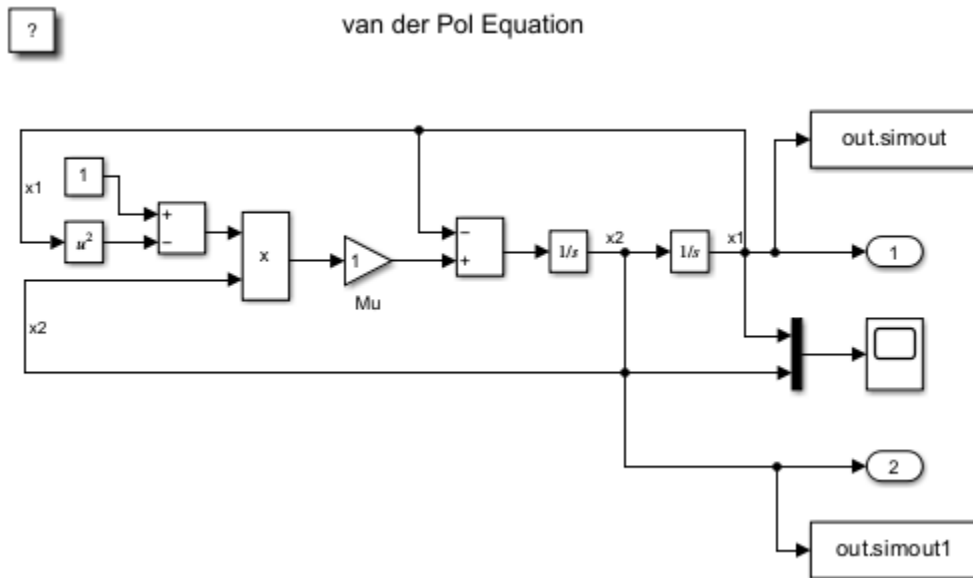 ?
van der Pol Equation
out.simout
x1
1
+
−
u²
x
1
Mu
−
+
1/s
x2
1/s
x1
1
x2
2
out.simout1